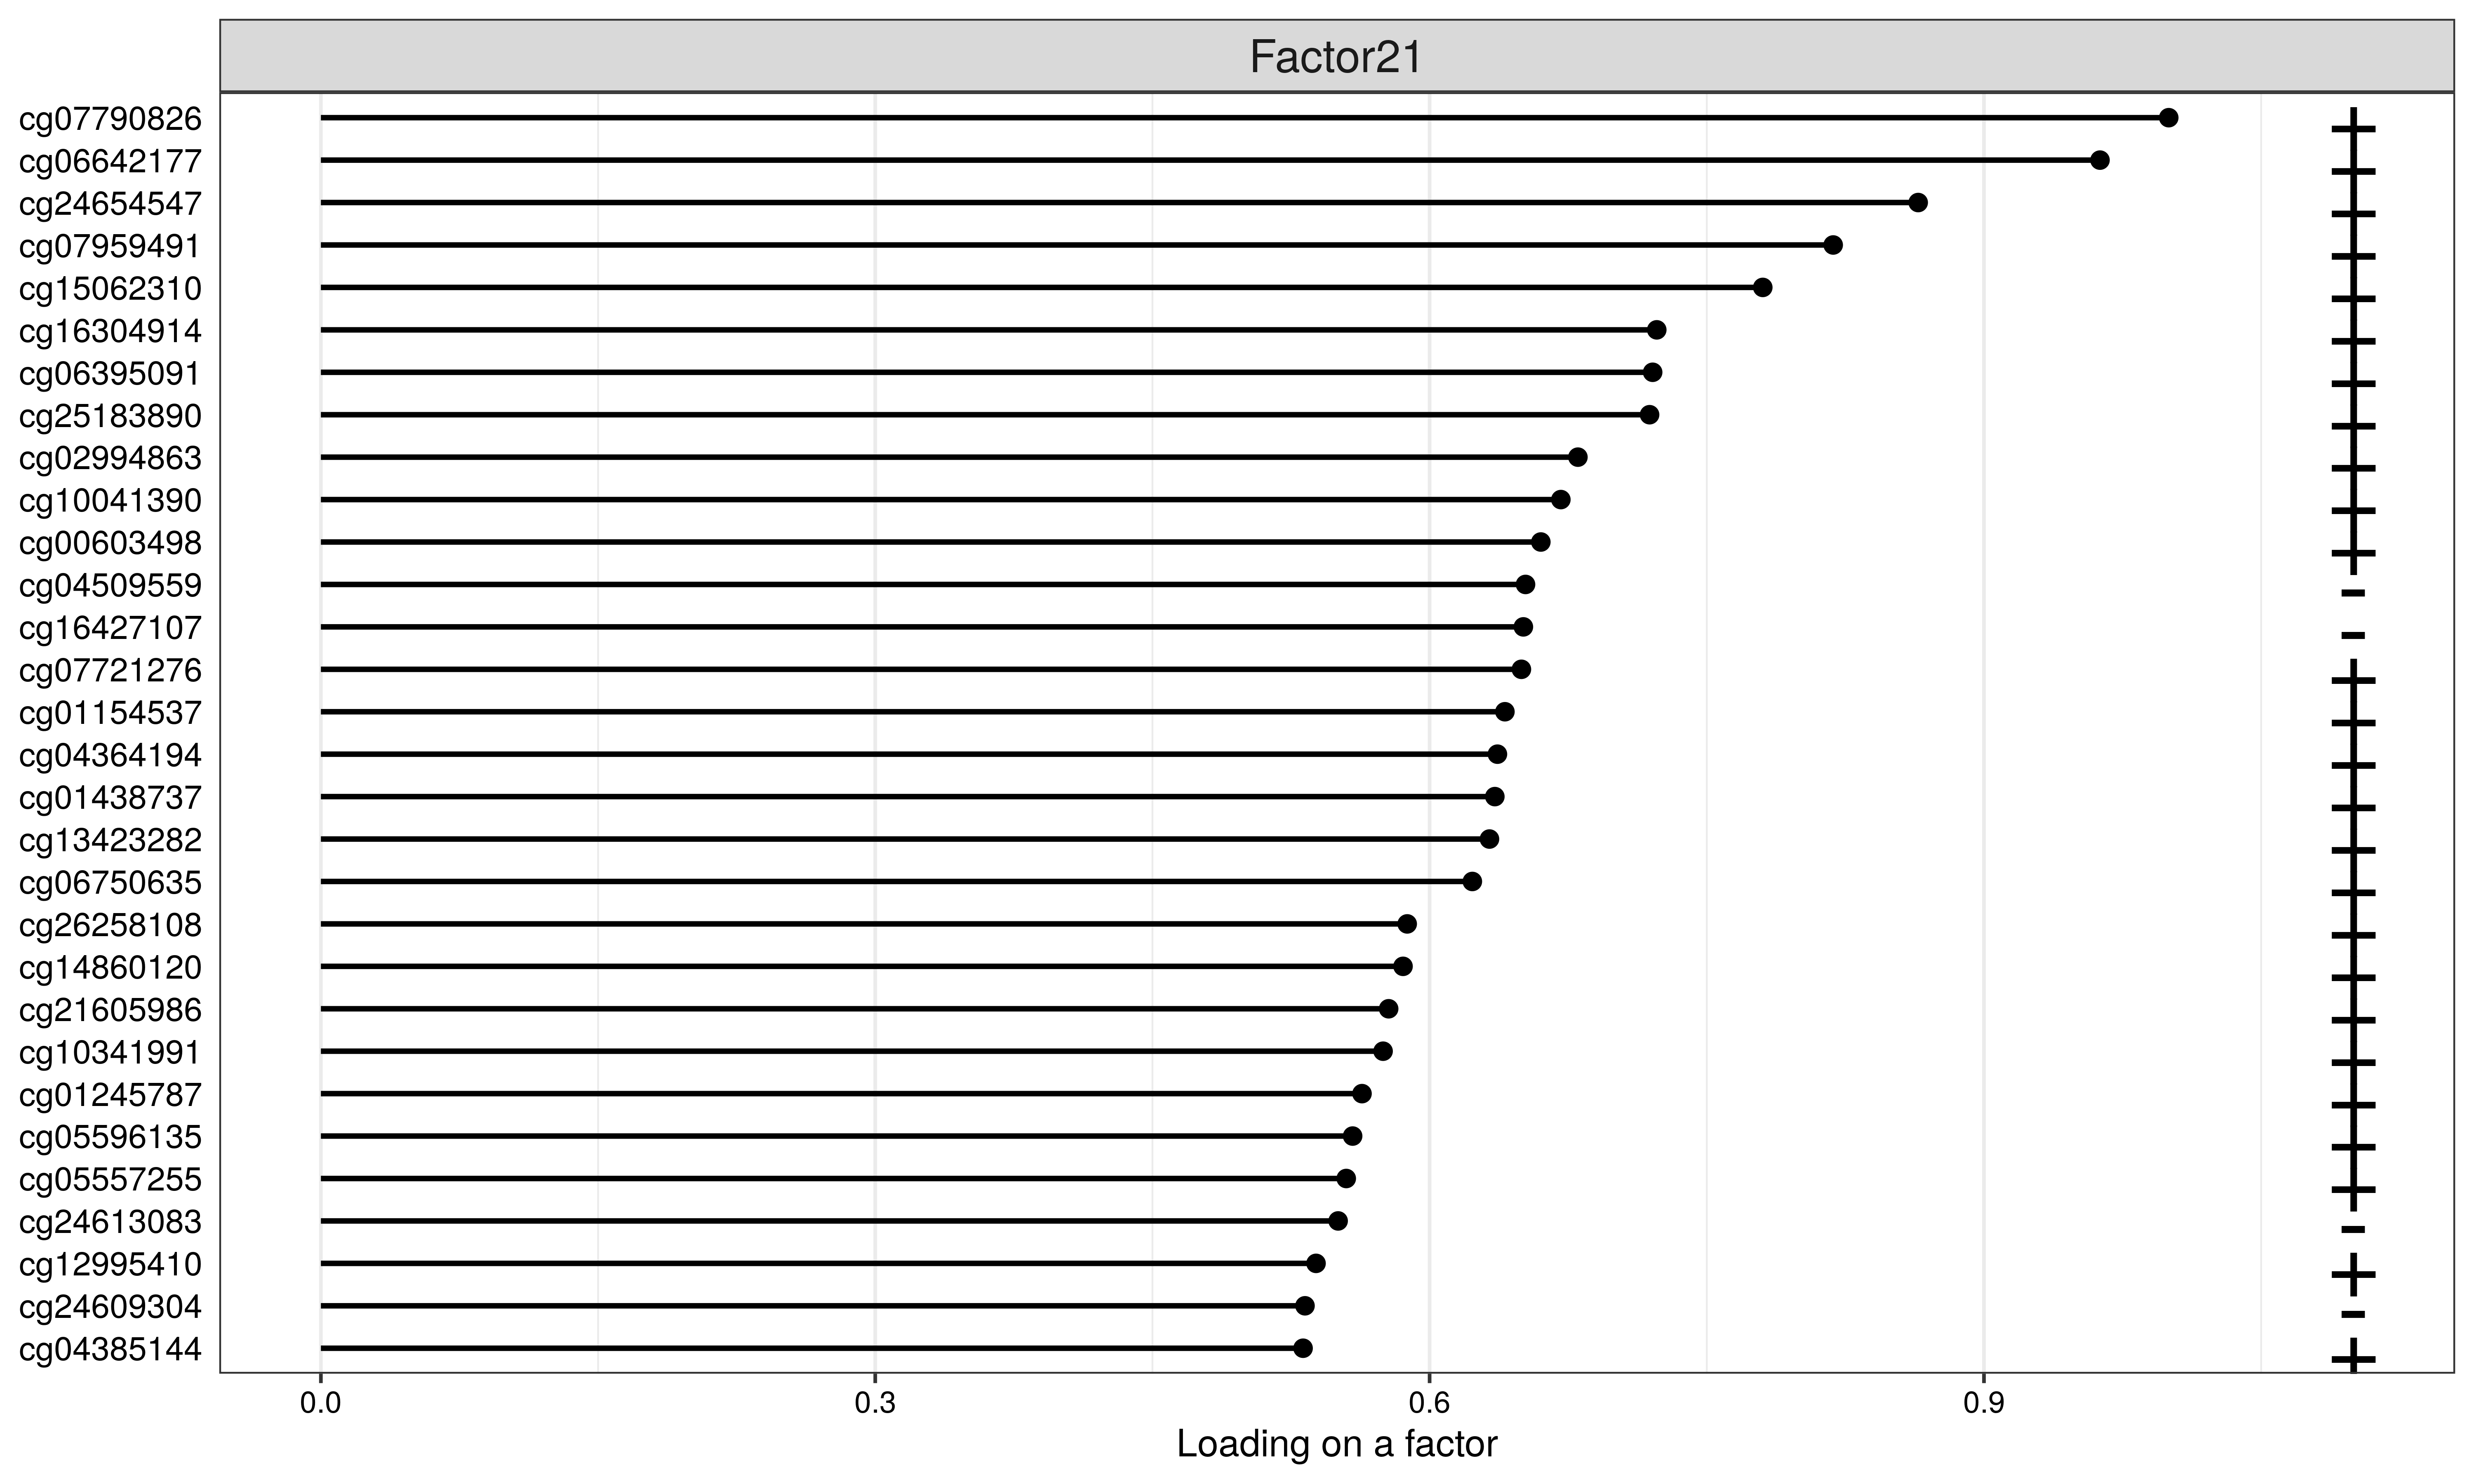 Factor21
cg07790826
cg06642177
cg24654547
cg07959491
cg15062310
cg16304914
cg06395091
cg25183890
cg02994863
cg10041390
cg00603498
cg04509559
cg16427107
cg07721276
cg01154537
cg04364194
cg01438737
cg13423282
cg06750635
cg26258108
cg14860120
cg21605986
cg10341991
cg01245787
cg05596135
cg05557255
cg24613083
cg12995410
cg24609304
cg04385144
0.0 0.3 0.6 0.9
Loading on a factor